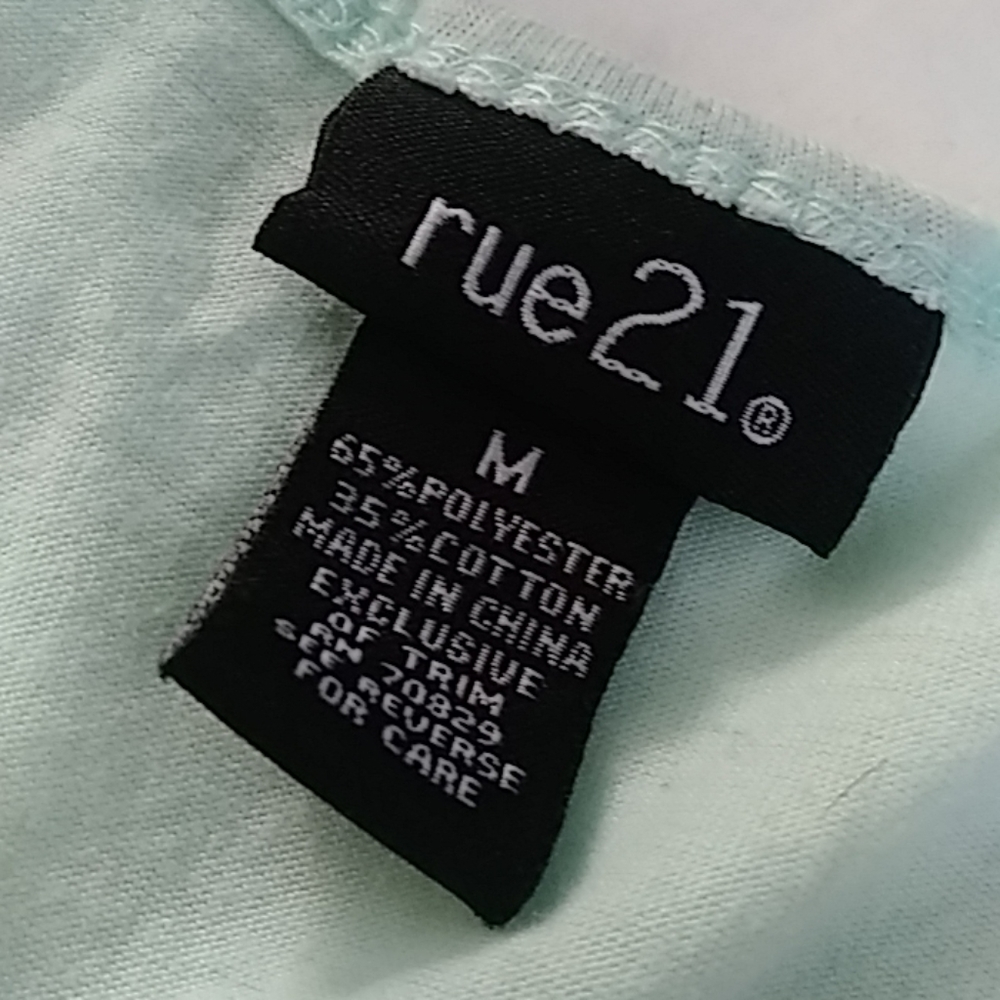 rue21®
M
65%POLYESTER
35%COTTON
MADE IN CHINA
EXCLUSIVE
OF TRIM
RN 70829
SEE REVERSE
FOR CARE